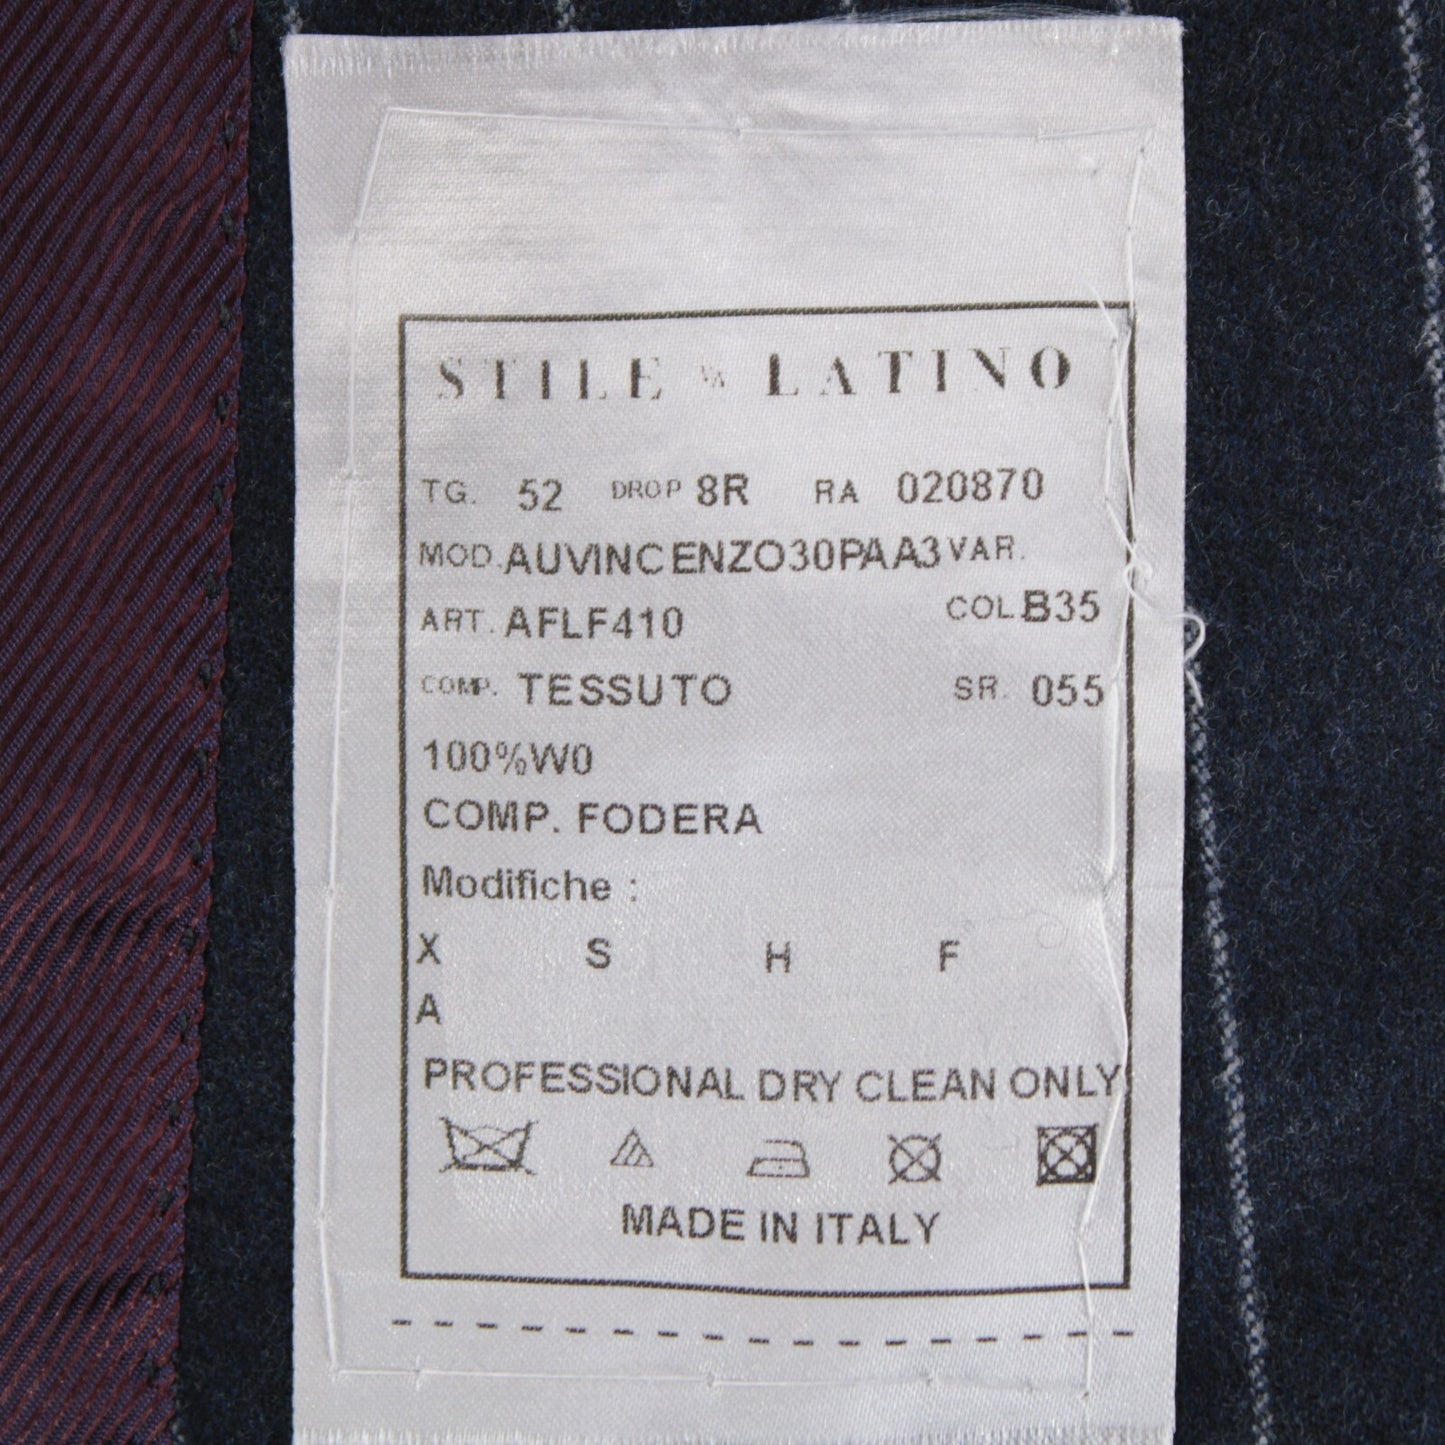 STILE LATINO
TG. 52 DROP 8R RA 020870
MOD. AUVINCENZO30PAA3 VAR.
ART. AFLF410 COL. B35
COMP. TESSUTO SR. 055
100%W0
COMP. FODERA
Modifiche :
X S H F
A
PROFESSIONAL DRY CLEAN ONLY
MADE IN ITALY